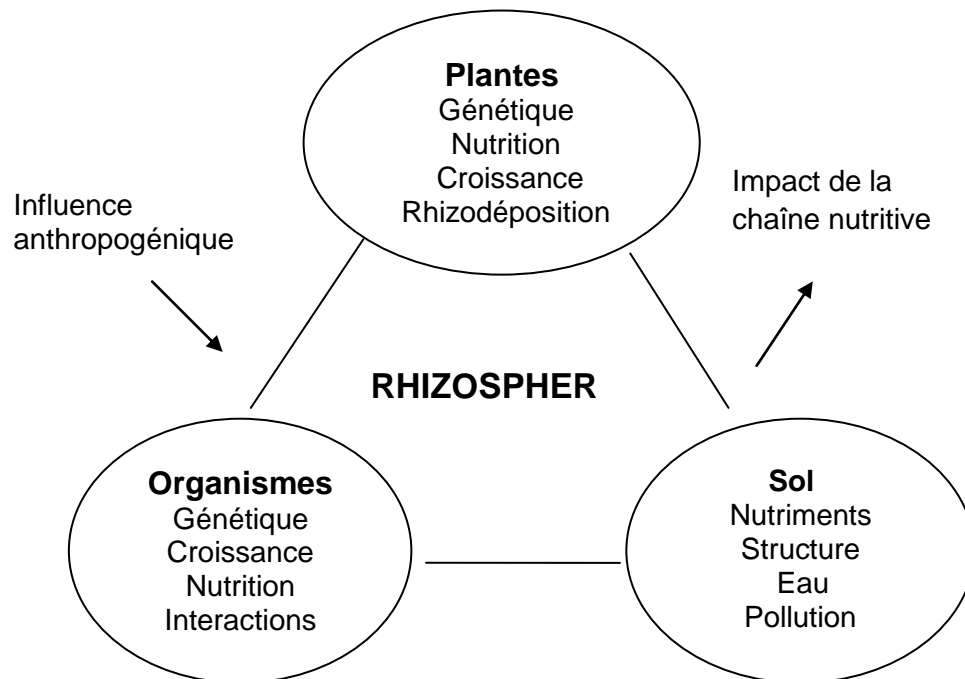 Plantes
Génétique
Nutrition
Croissance
Rhizodéposition
Influence
anthropogénique
Impact de la
chaîne nutritive
RHIZOSPHER
Organismes
Génétique
Croissance
Nutrition
Interactions
Sol
Nutriments
Structure
Eau
Pollution